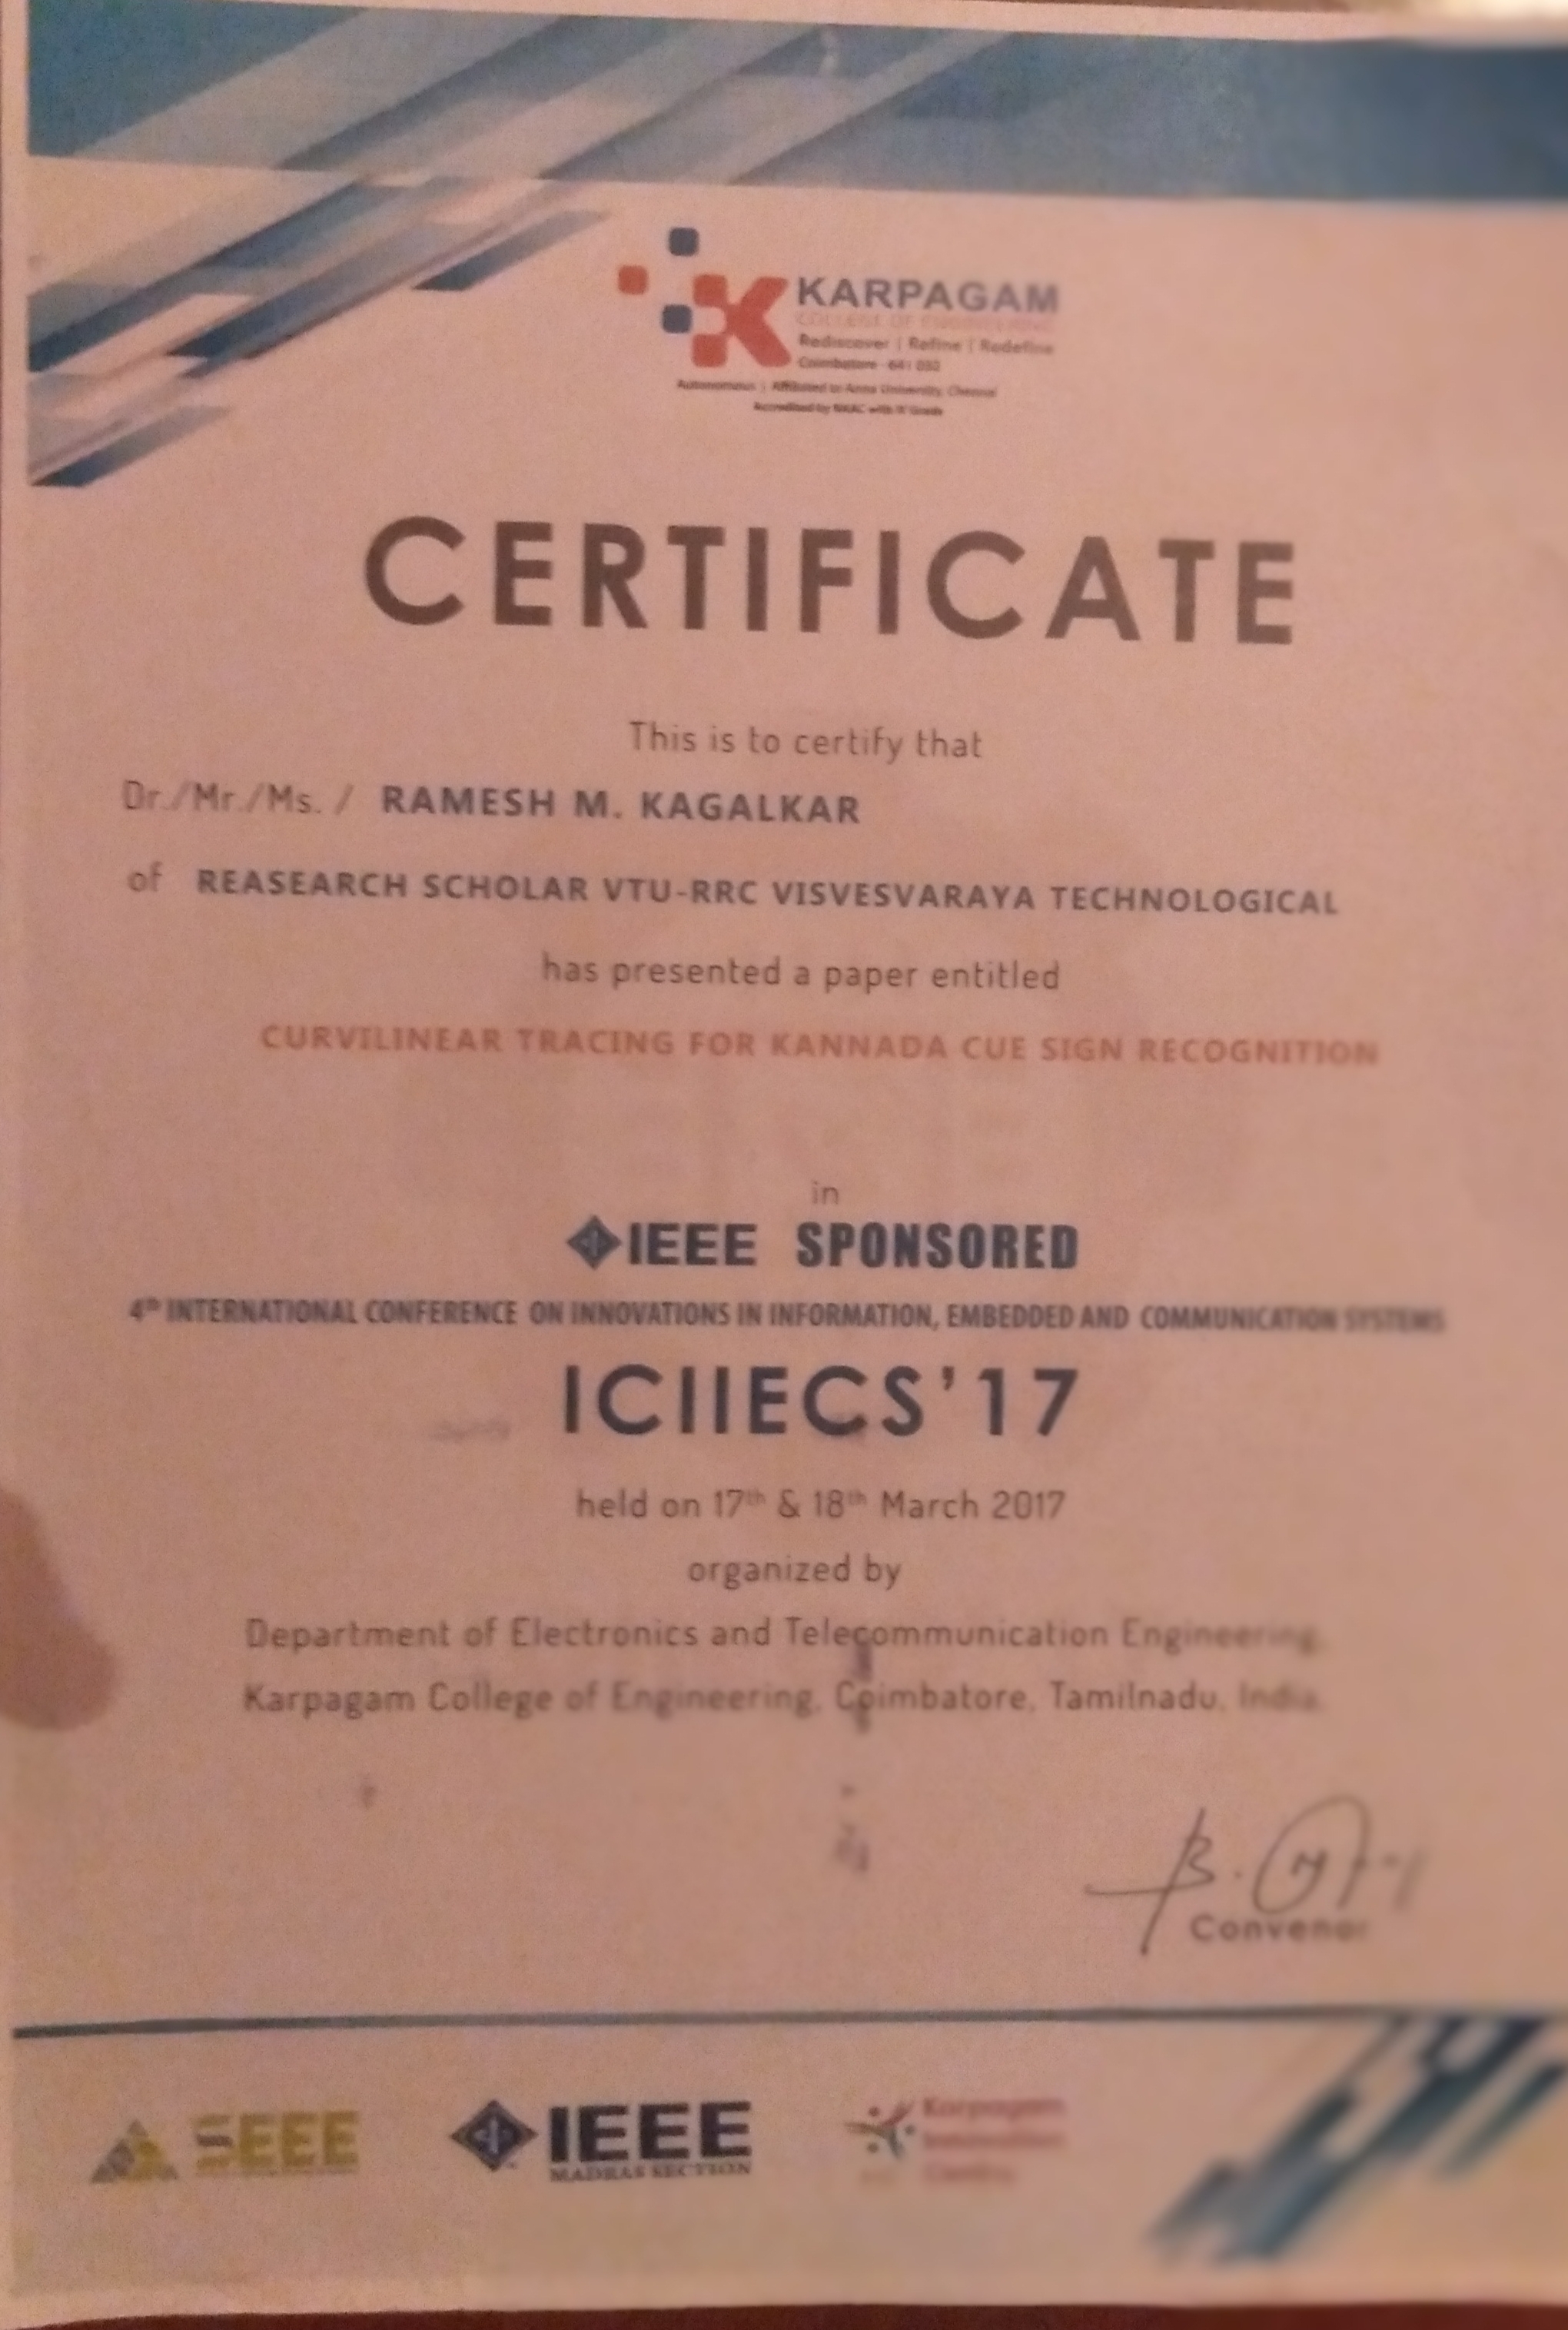 KARPAGAM
COLLEGE OF ENGINEERING
Rediscover | Refine | Redefine
Coimbatore - 641 032
Autonomous | Affiliated to Anna University, Chennai
Accredited by NAAC with 'A' Grade
CERTIFICATE
This is to certify that
Dr./Mr./Ms. / RAMESH M. KAGALKAR
of REASEARCH SCHOLAR VTU-RRC VISVESVARAYA TECHNOLOGICAL
has presented a paper entitled
CURVILINEAR TRACING FOR KANNADA CUE SIGN RECOGNITION
in
IEEE SPONSORED
4th INTERNATIONAL CONFERENCE ON INNOVATIONS IN INFORMATION, EMBEDDED AND COMMUNICATION SYSTEMS
ICIIECS'17
held on 17th & 18th March 2017
organized by
Department of Electronics and Telecommunication Engineering,
Karpagam College of Engineering, Coimbatore, Tamilnadu, India.
B.
Convenor
SEEE
IEEE
MADRAS SECTION
Karpagam
Innovation
Centre